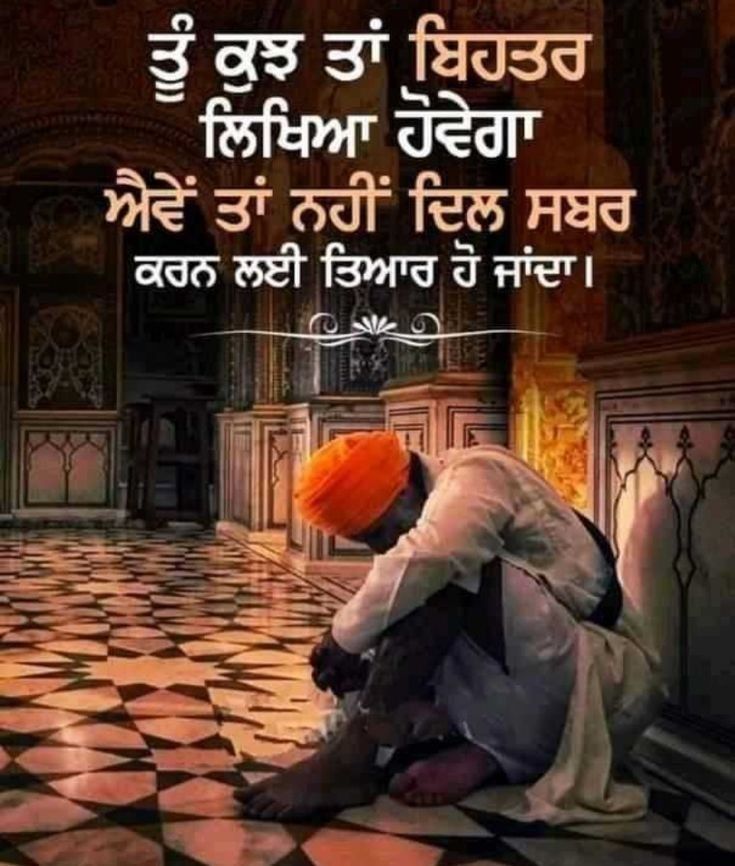 ਤੂੰ ਕੁਝ ਤਾਂ ਬਿਹਤਰ
ਲਿਖਿਆ ਹੋਵੇਗਾ
ਐਵੇਂ ਤਾਂ ਨਹੀਂ ਦਿਲ ਸਬਰ
ਕਰਨ ਲਈ ਤਿਆਰ ਹੋ ਜਾਂਦਾ।